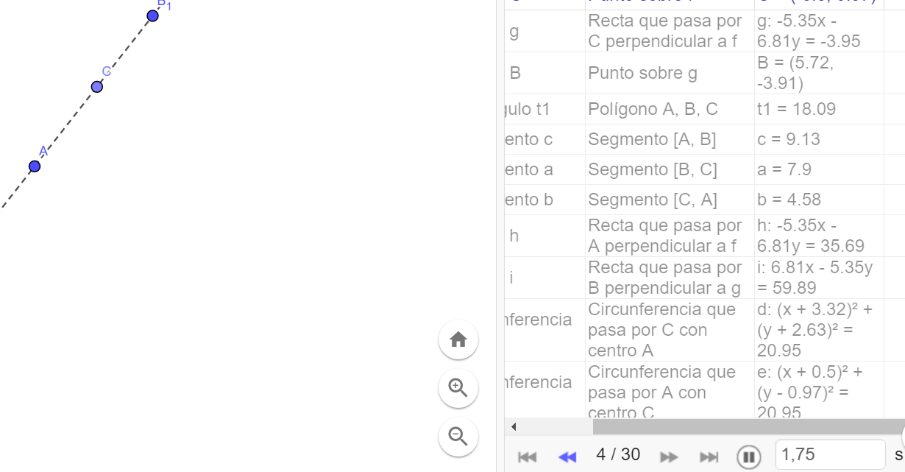 B₁
C
A
g
Recta que pasa por
C perpendicular a f
g: -5.35x -
6.81y = -3.95
B
Punto sobre g
B = (5.72,
-3.91)
gulo t1
Polígono A, B, C
t1 = 18.09
ento c
Segmento [A, B]
c = 9.13
ento a
Segmento [B, C]
a = 7.9
ento b
Segmento [C, A]
b = 4.58
h
Recta que pasa por
A perpendicular a f
h: -5.35x -
6.81y = 35.69
i
Recta que pasa por
B perpendicular a g
i: 6.81x - 5.35y
= 59.89
nferencia
Circunferencia que
pasa por C con
centro A
d: (x + 3.32)² +
(y + 2.63)² =
20.95
nferencia
Circunferencia que
pasa por A con
centro C
e: (x + 0.5)² +
(y - 0.97)² =
20.95
4 / 30
1,75
s